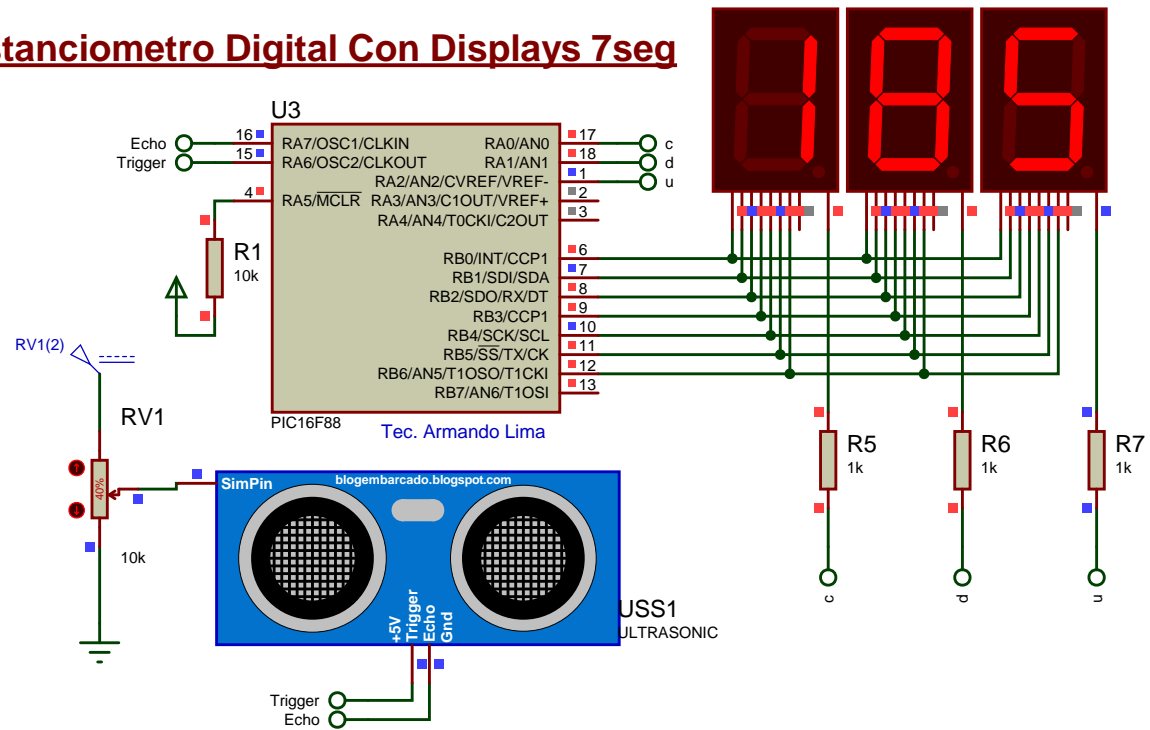 stanciometro Digital Con Displays 7seg
185
U3
Echo
Trigger
16
15
4
RA7/OSC1/CLKIN
RA6/OSC2/CLKOUT
RA5/MCLR
RA0/AN0
RA1/AN1
RA2/AN2/CVREF/VREF-
RA3/AN3/C1OUT/VREF+
RA4/AN4/T0CKI/C2OUT
RB0/INT/CCP1
RB1/SDI/SDA
RB2/SDO/RX/DT
RB3/CCP1
RB4/SCK/SCL
RB5/SS/TX/CK
RB6/AN5/T1OSO/T1CKI
RB7/AN6/T1OSI
17
18
1
2
3
6
7
8
9
10
11
12
13
c
d
u
R1
10k
PIC16F88
Tec. Armando Lima
RV1(2)
RV1
40%
10k
R5
1k
R6
1k
R7
1k
c
d
u
SimPin
blogembarcado.blogspot.com
+5V
Trigger
Echo
Gnd
USS1
ULTRASONIC
Trigger
Echo